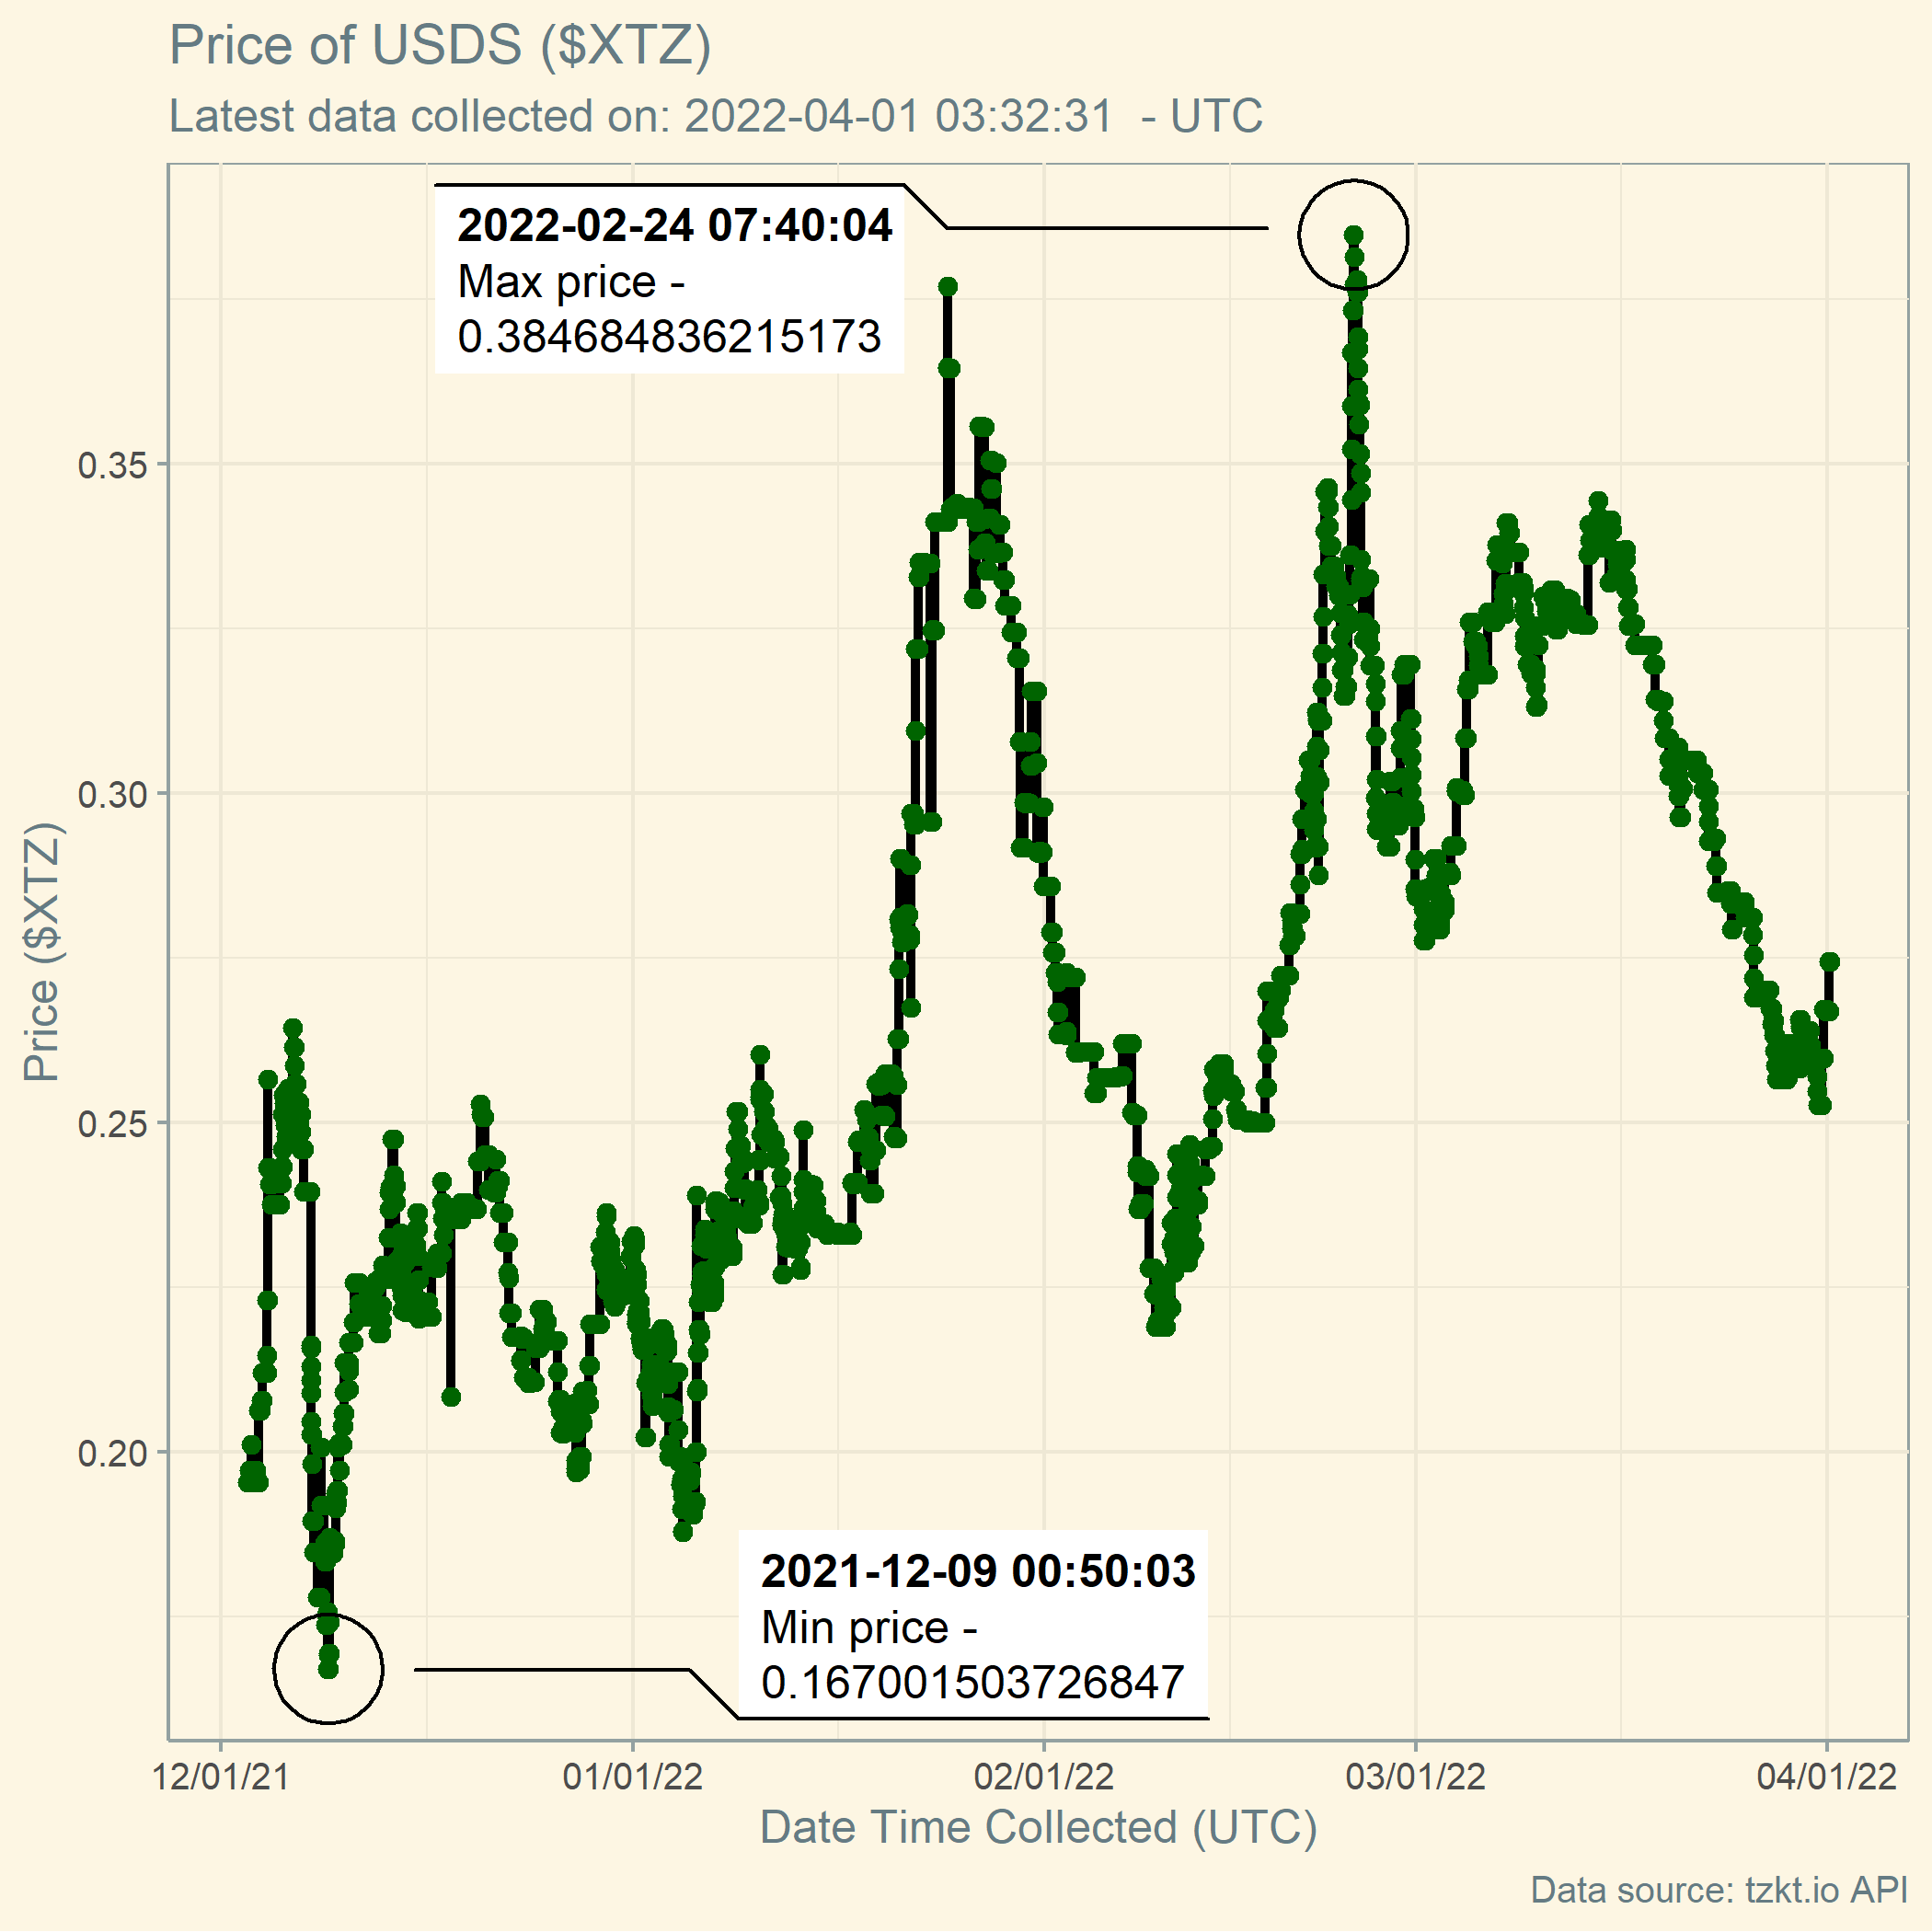 Price of USDS ($XTZ)
Latest data collected on: 2022-04-01 03:32:31  - UTC
2022-02-24 07:40:04
Max price -
0.384684836215173
0.35
0.30
0.25
0.20
Price ($XTZ)
2021-12-09 00:50:03
Min price -
0.167001503726847
12/01/21
01/01/22
02/01/22
03/01/22
04/01/22
Date Time Collected (UTC)
Data source: tzkt.io API